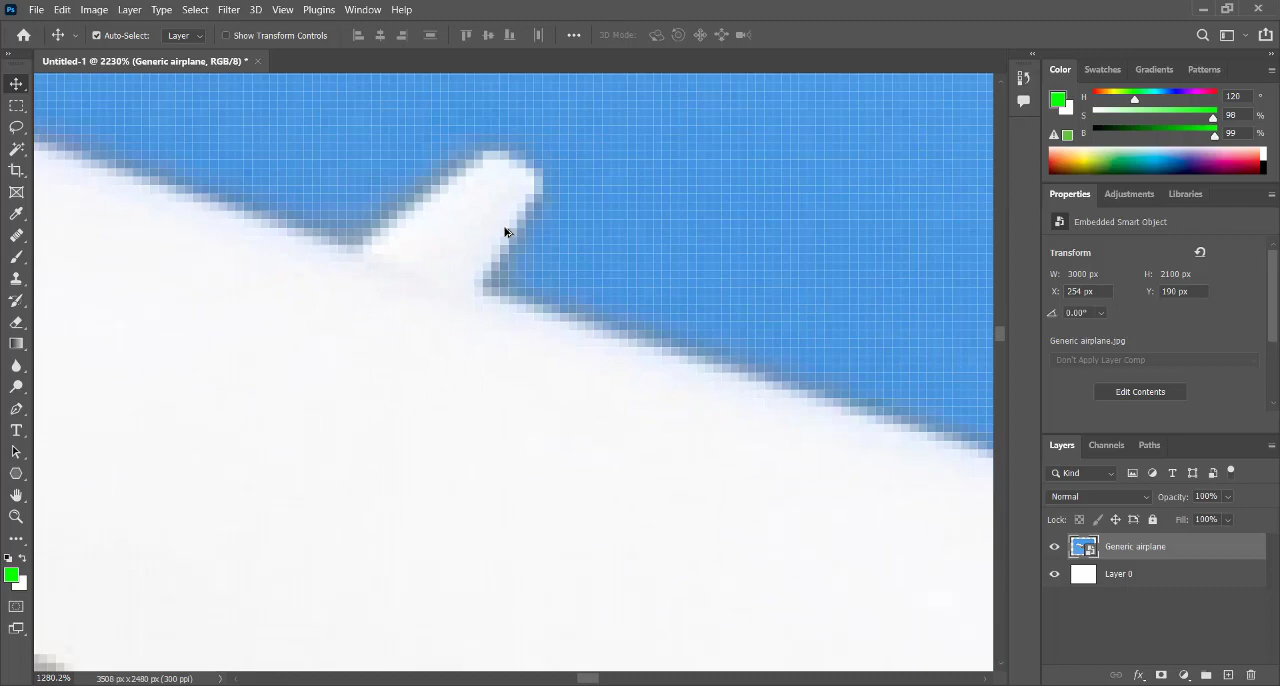 Ps File Edit Image Layer Type Select Filter 3D View Plugins Window Help
Auto-Select: Layer Show Transform Controls 3D Mode:
Untitled-1 @ 2230% (Generic airplane, RGB/8) *
Color Swatches Gradients Patterns
H 120 °
S 98 %
B 99 %
Properties Adjustments Libraries
Embedded Smart Object
Transform
W: 3000 px H: 2100 px
X: 254 px Y: 190 px
0.00°
Generic airplane.jpg
Don't Apply Layer Comp
Edit Contents
Layers Channels Paths
Kind
Normal Opacity: 100%
Lock: Fill: 100%
Generic airplane
Layer 0
1280.2% 3508 px x 2480 px (300 ppi)